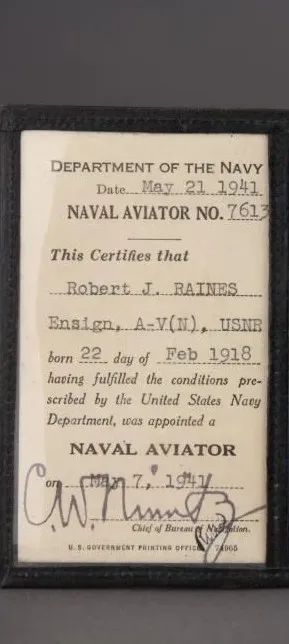 DEPARTMENT OF THE NAVY
Date May 21 1941
NAVAL AVIATOR NO. 7613
This Certifies that
Robert J. RAINES
Ensign, A-V(N), USNR
born 22 day of Feb 1918
having fulfilled the conditions pre-
scribed by the United States Navy
Department, was appointed a
NAVAL AVIATOR
on May 7, 1941
C.W. Nimitz
Chief of Bureau of Navigation.
U. S. GOVERNMENT PRINTING OFFICE 74965